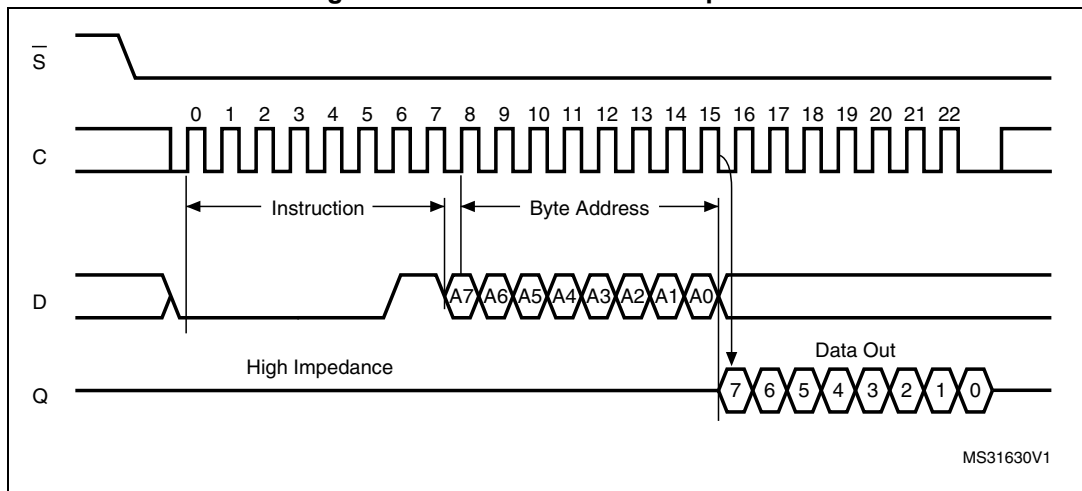 S
0 1 2 3 4 5 6 7 8 9 10 11 12 13 14 15 16 17 18 19 20 21 22
C
Instruction Byte Address
D A7 A6 A5 A4 A3 A2 A1 A0
High Impedance Data Out
Q 7 6 5 4 3 2 1 0
MS31630V1